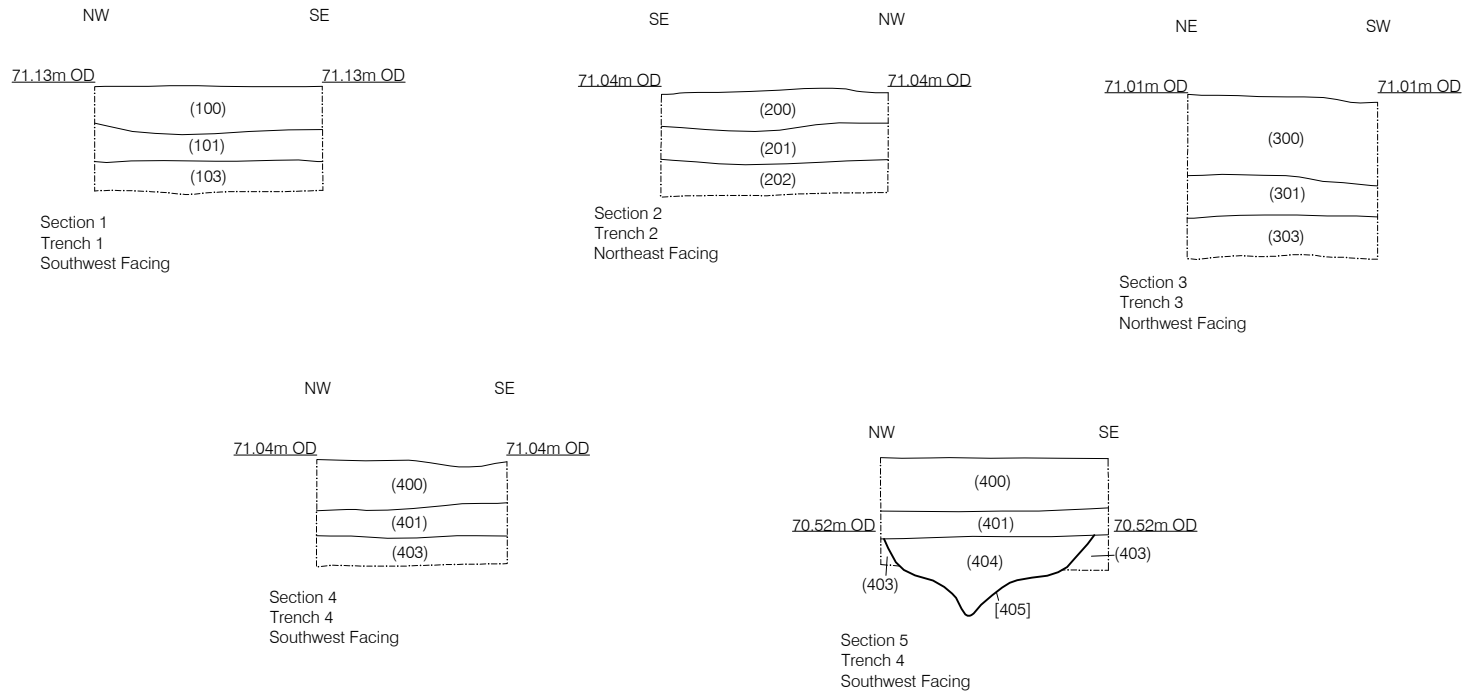 NW SE
71.13m OD 71.13m OD
(100)
(101)
(103)
Section 1
Trench 1
Southwest Facing
SE NW
71.04m OD 71.04m OD
(200)
(201)
(202)
Section 2
Trench 2
Northeast Facing
NE SW
71.01m OD 71.01m OD
(300)
(301)
(303)
Section 3
Trench 3
Northwest Facing
NW SE
71.04m OD 71.04m OD
(400)
(401)
(403)
Section 4
Trench 4
Southwest Facing
NW SE
(400)
70.52m OD (401) 70.52m OD
(404) (403)
(403)
[405]
Section 5
Trench 4
Southwest Facing